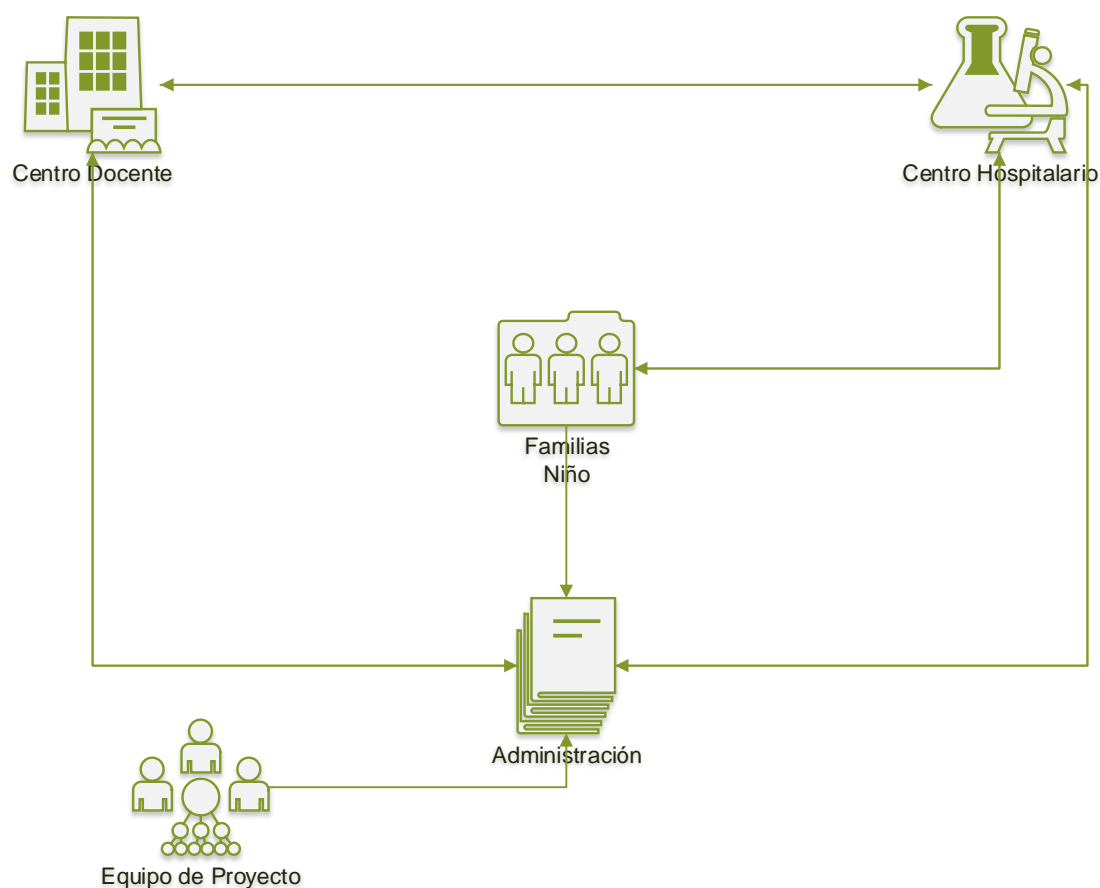 Centro Docente
Centro Hospitalario
Familias
Niño
Administración
Equipo de Proyecto